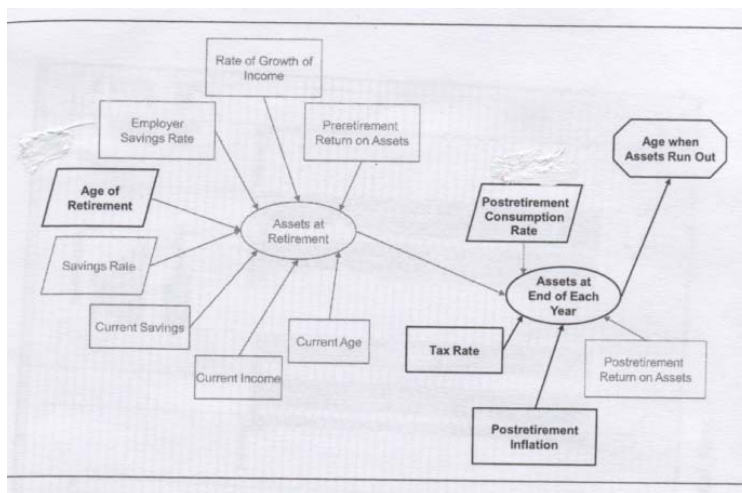 Rate of Growth of
Income
Employer
Savings Rate
Preretirement
Return on Assets
Age when
Assets Run Out
Age of
Retirement
Postretirement
Consumption
Rate
Assets at
Retirement
Savings Rate
Assets at
End of Each
Year
Current Savings
Current Age
Tax Rate
Current Income
Postretirement
Return on Assets
Postretirement
Inflation